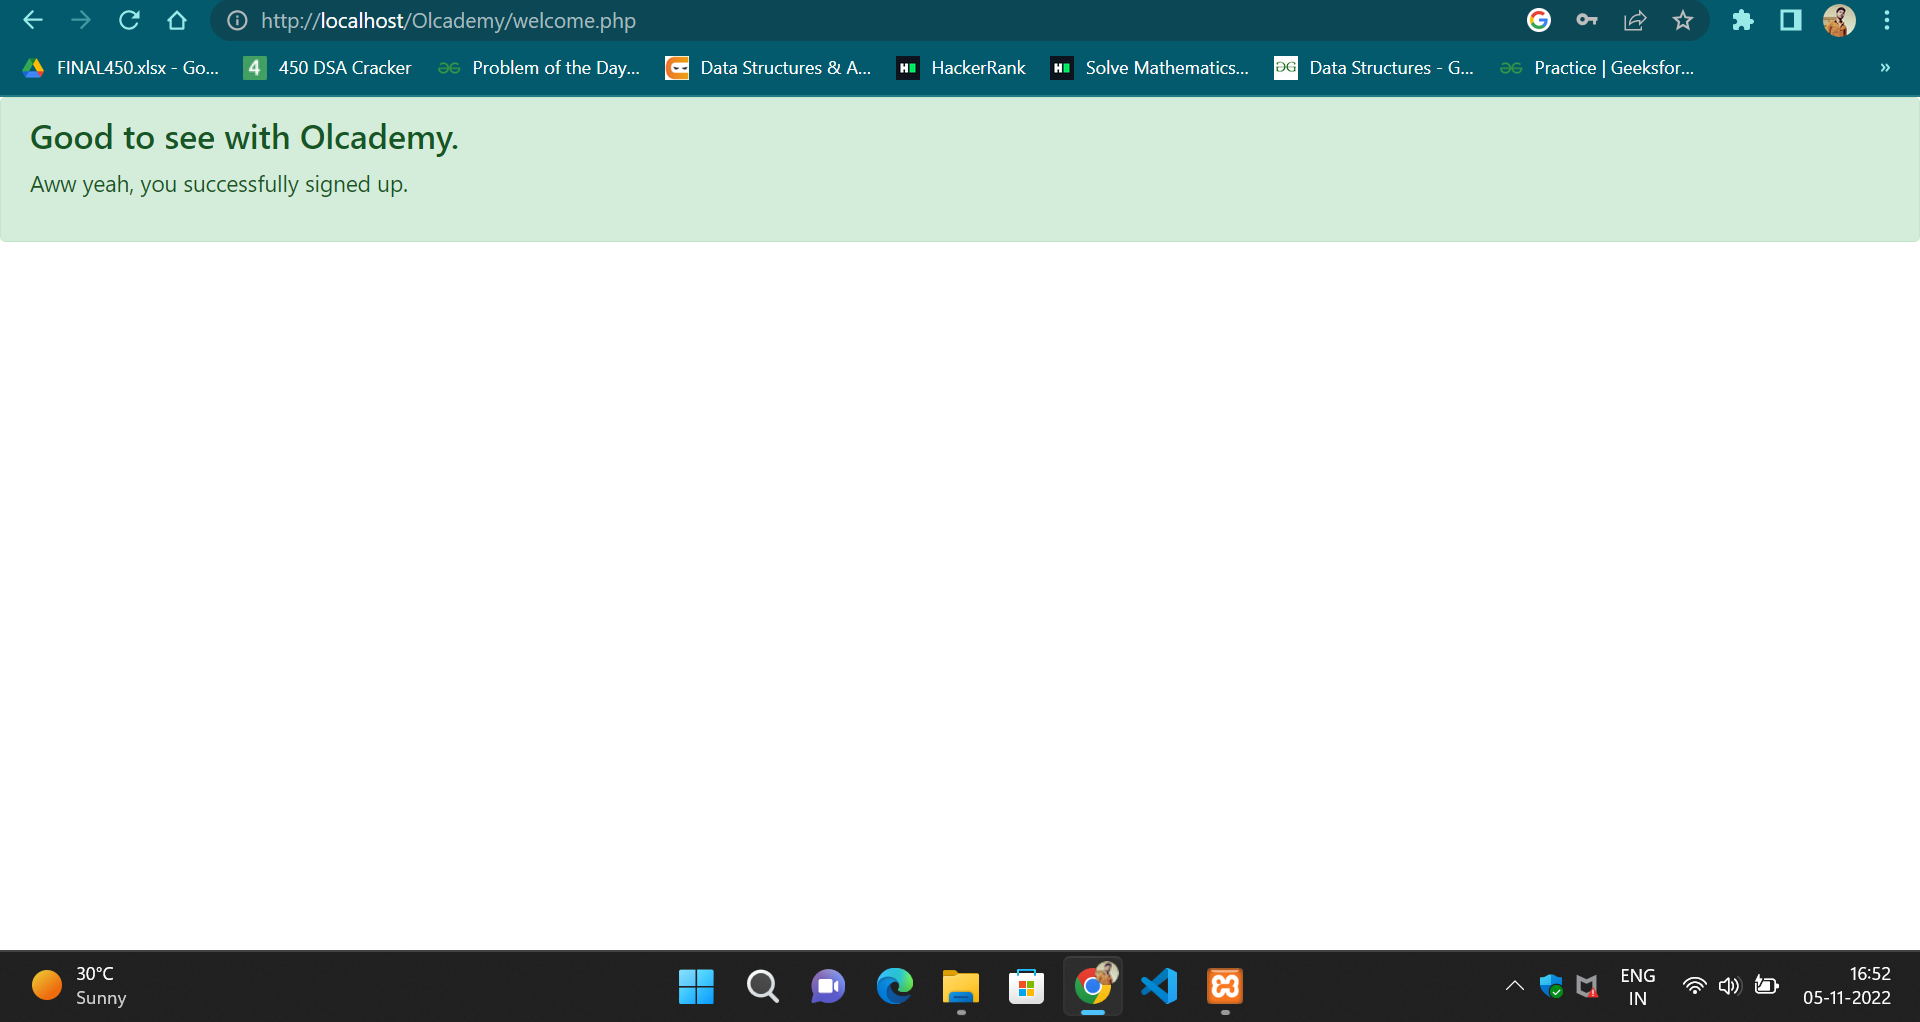 http://localhost/Olcademy/welcome.php
FINAL450.xlsx - Go...
4 450 DSA Cracker
Problem of the Day...
Data Structures & A...
H HackerRank
H Solve Mathematics...
Data Structures - G...
Practice | Geeksfor...
»
Good to see with Olcademy.
Aww yeah, you successfully signed up.
30°C
Sunny
ENG
IN
16:52
05-11-2022